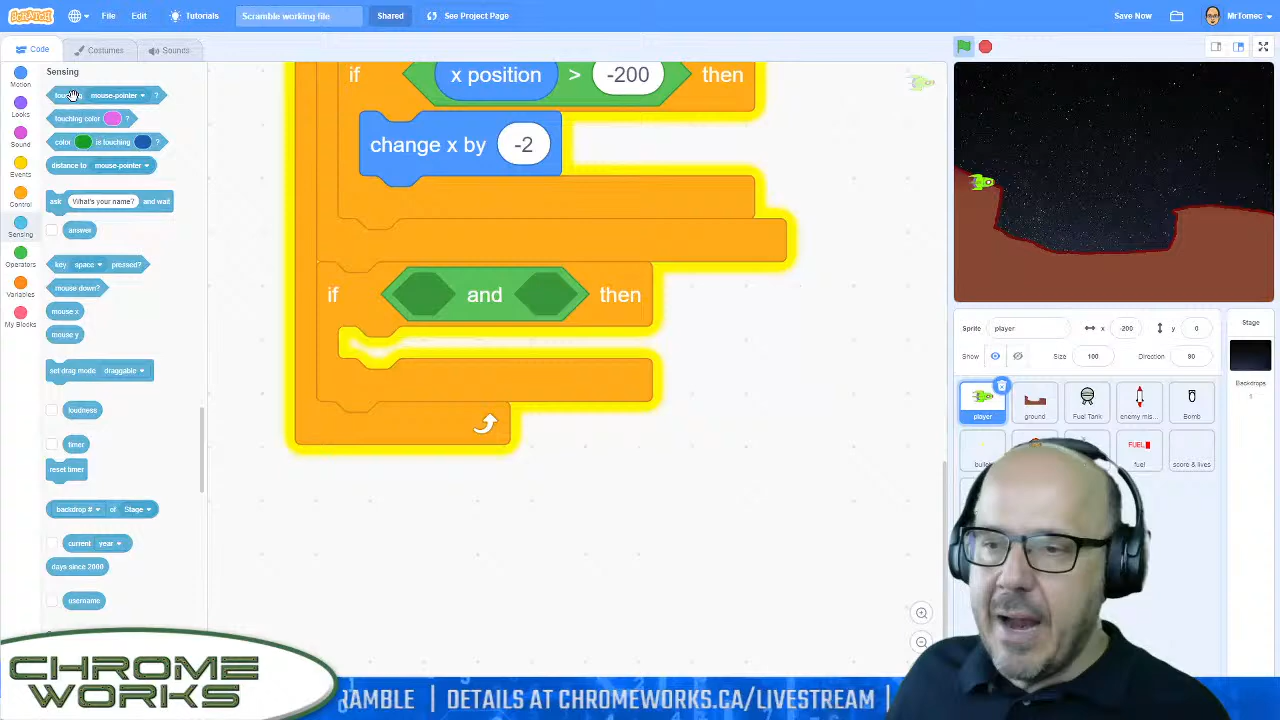 SCRATCH
File
Edit
Tutorials
Scramble working file
Shared
See Project Page
Save Now
MrTomec
Code
Costumes
Sounds
Motion
Looks
Sound
Events
Control
Sensing
Operators
Variables
My Blocks
Sensing
mouse-pointer ?
touching color ?
color is touching ?
distance to mouse-pointer
ask What's your name? and wait
answer
key space pressed?
mouse down?
mouse x
mouse y
set drag mode draggable
loudness
timer
reset timer
backdrop # of Stage
current year
days since 2000
username
if x position > -200 then
change x by -2
if and then
Sprite player x -200 y 0
Show Size 100 Direction 90
Stage
Backdrops
1
player
ground
Fuel Tank
enemy mis...
Bomb
FUEL
fuel
score & lives
CHROME
WORKS
RAMBLE | DETAILS AT CHROMEWORKS.CA/LIVESTREAM |